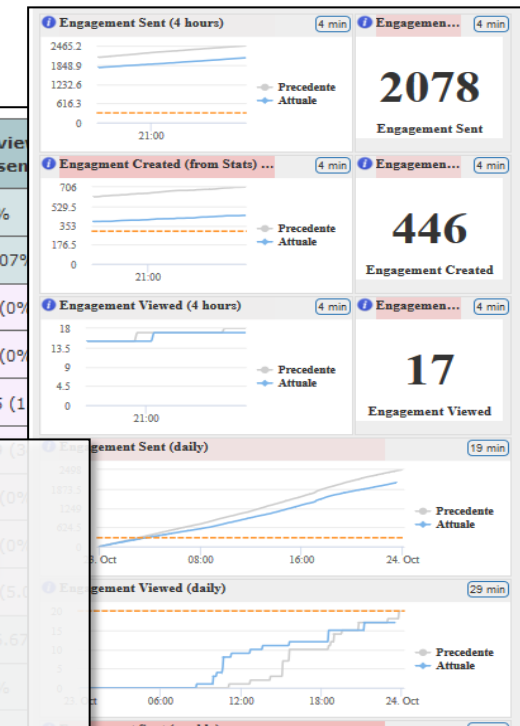 Engagement Sent (4 hours) 4 min
2465.2
1848.9
1232.6
616.3
0
21:00
Precedente
Attuale
Engagemen... 4 min
2078
Engagement Sent
Engagment Created (from Stats) ... 4 min
706
529.5
353
176.5
0
21:00
Precedente
Attuale
Engagemen... 4 min
446
Engagement Created
Engagement Viewed (4 hours) 4 min
18
13.5
9
4.5
0
21:00
Precedente
Attuale
Engagemen... 4 min
17
Engagement Viewed
Engagement Sent (daily) 19 min
08:00
16:00
24. Oct
Precedente
Attuale
Engagement Viewed (daily) 29 min
06:00
12:00
18:00
24. Oct
Precedente
Attuale